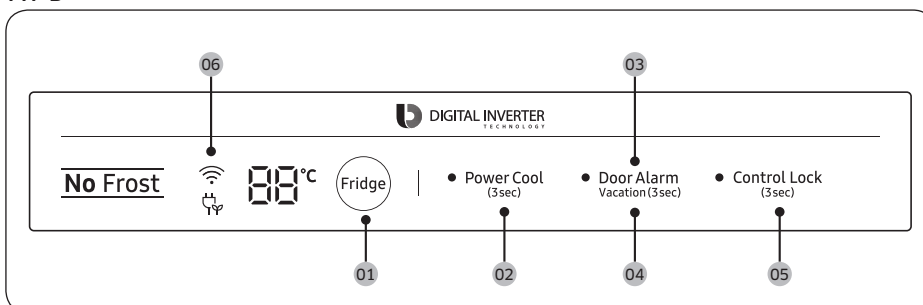 06
03
DIGITAL INVERTER
TECHNOLOGY
No Frost
88°C
Fridge
Power Cool
(3sec)
Door Alarm
Vacation(3sec)
Control Lock
(3sec)
01
02
04
05